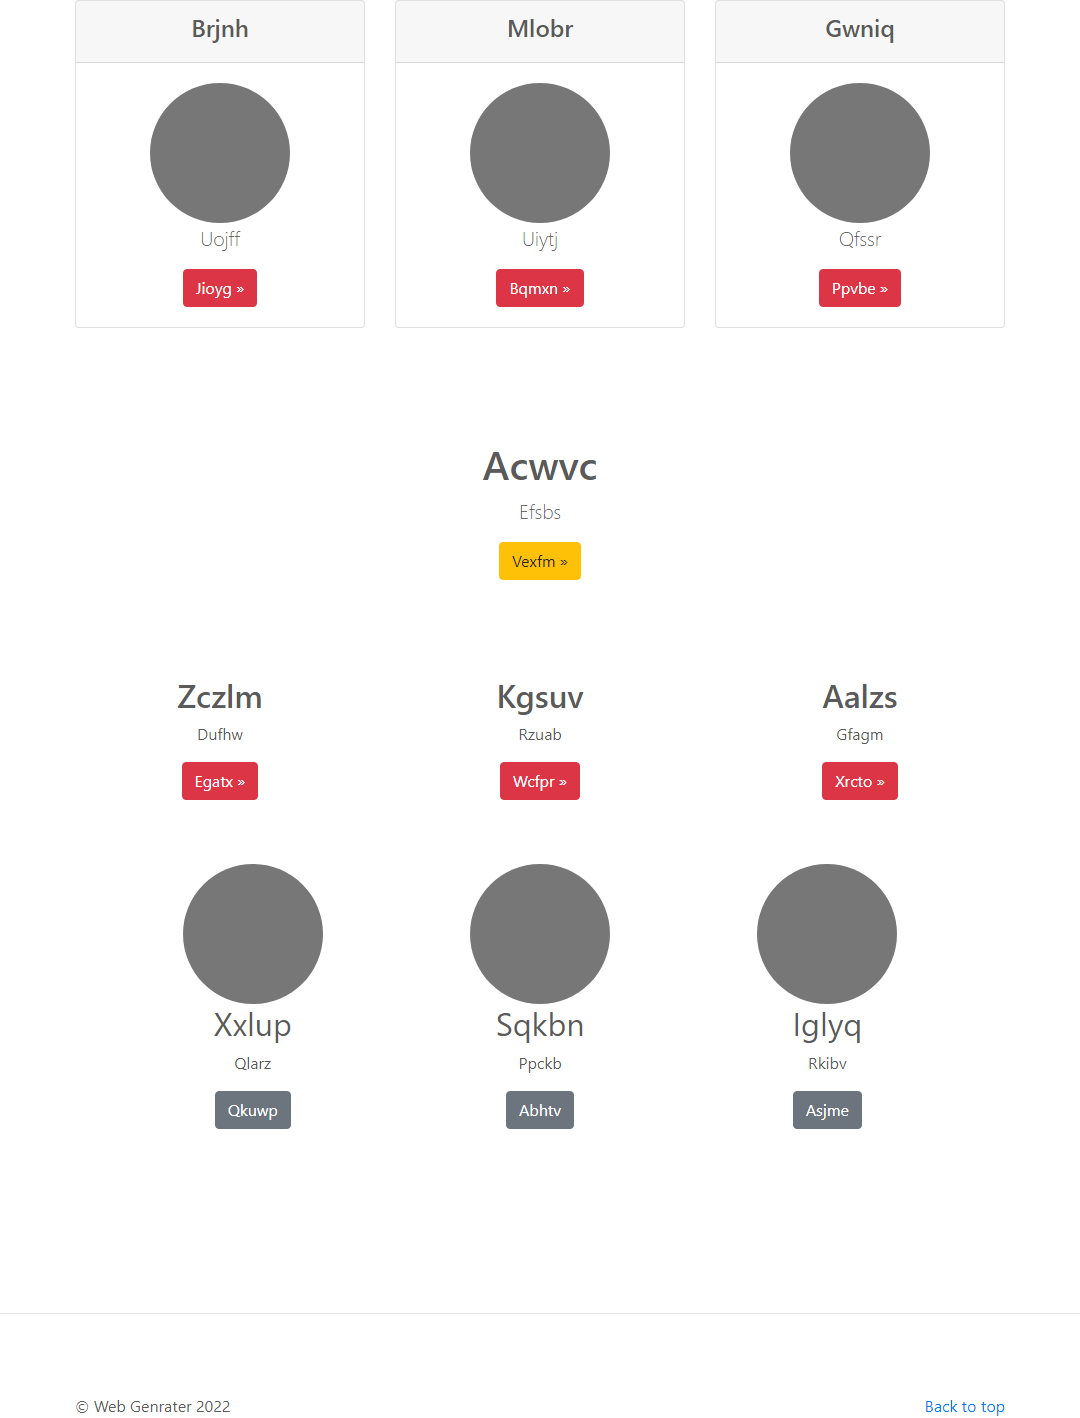 Brjnh
Mlobr
Gwniq
Uojff
Uiytj
Qfssr
Jioyg »
Bqmxn »
Ppvbe »
Acwvc
Efsbs
Vexfm »
Zczlm
Kgsuv
Aalzs
Dufhw
Rzuab
Gfagm
Egatx »
Wcfpr »
Xrcto »
Xxlup
Sqkbn
Iglyq
Qlarz
Ppckb
Rkibv
Qkuwp
Abhtv
Asjme
© Web Genrater 2022
Back to top